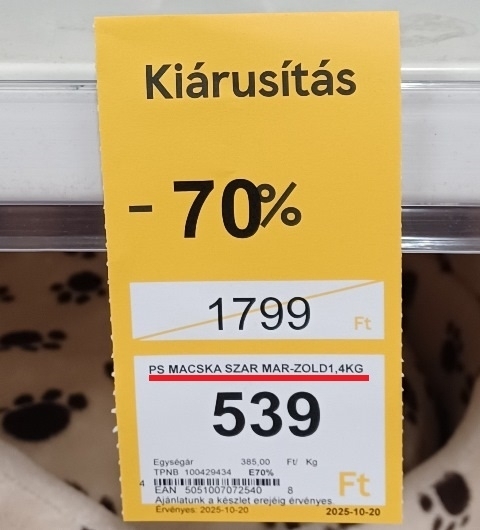 Kiárusítás
- 70%
1799 Ft
PS MACSKA SZAR MAR-ZOLD1,4KG
539 Ft
Egységár 385,00 Ft/ Kg
TPNB 100429434 E70%
4
EAN 5051007072540 8
Ajánlatunk a készlet erejéig érvényes.
Érvényes: 2025-10-20 2025-10-20